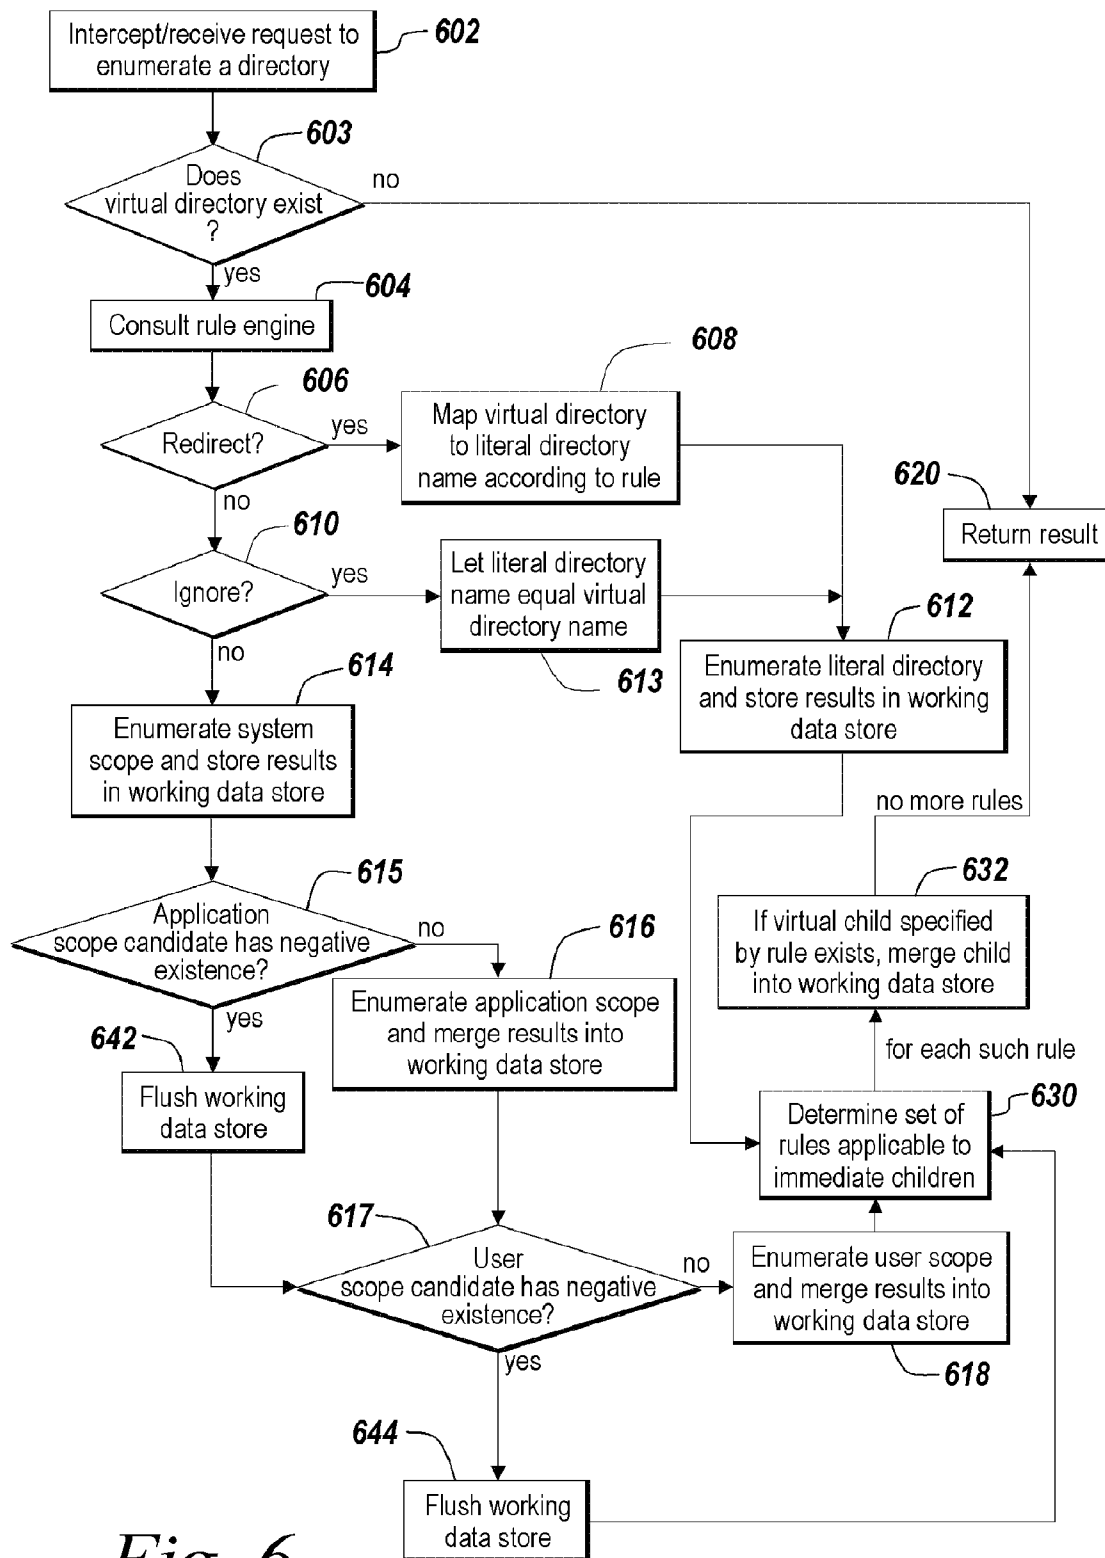 Intercept/receive request to
enumerate a directory
602
603
Does
virtual directory exist
?
no
yes
604
Consult rule engine
606
Redirect?
yes
608
Map virtual directory
to literal directory
name according to rule
no
620
Return result
610
Ignore?
yes
Let literal directory
name equal virtual
directory name
613
612
Enumerate literal directory
and store results in working
data store
no
614
Enumerate system
scope and store results
in working data store
no more rules
615
Application
scope candidate has negative
existence?
no
616
Enumerate application scope
and merge results into
working data store
632
If virtual child specified
by rule exists, merge child
into working data store
yes
642
Flush working
data store
for each such rule
630
Determine set of
rules applicable to
immediate children
617
User
scope candidate has negative
existence?
no
Enumerate user scope
and merge results into
working data store
618
yes
644
Flush working
data store
Fig. 6